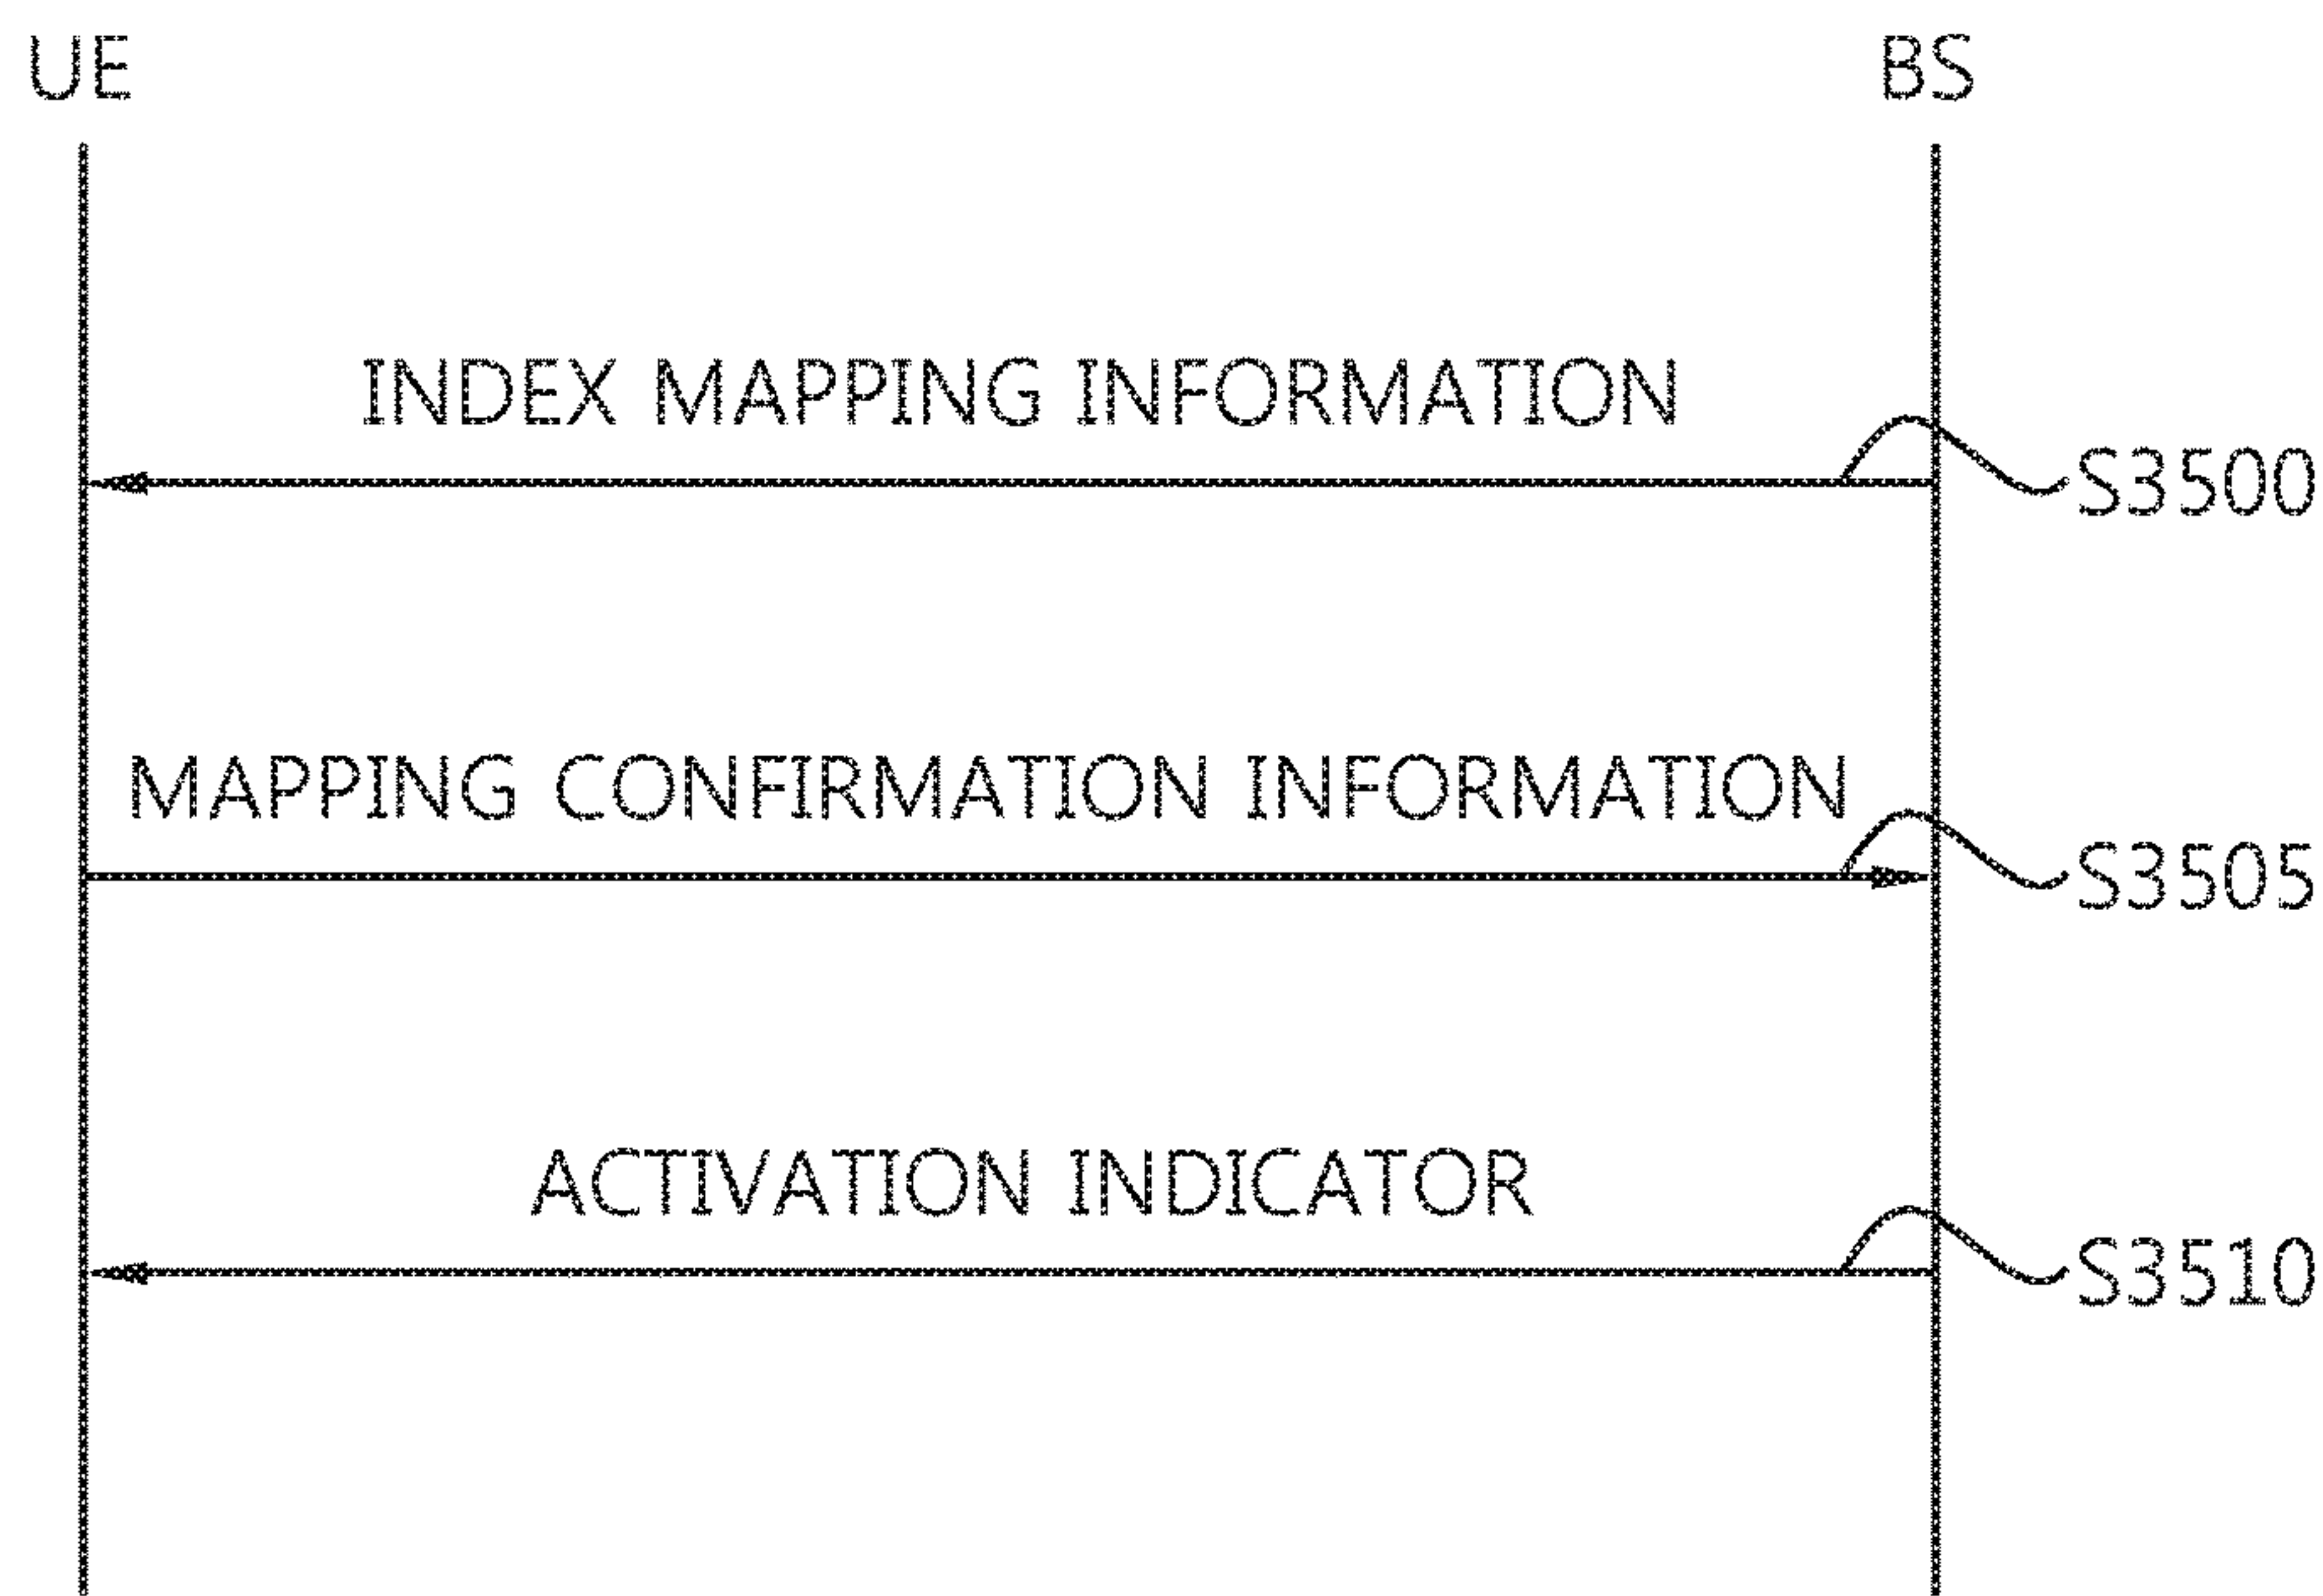 UE BS
INDEX MAPPING INFORMATION
S3500
MAPPING CONFIRMATION INFORMATION
S3505
ACTIVATION INDICATOR
S3510